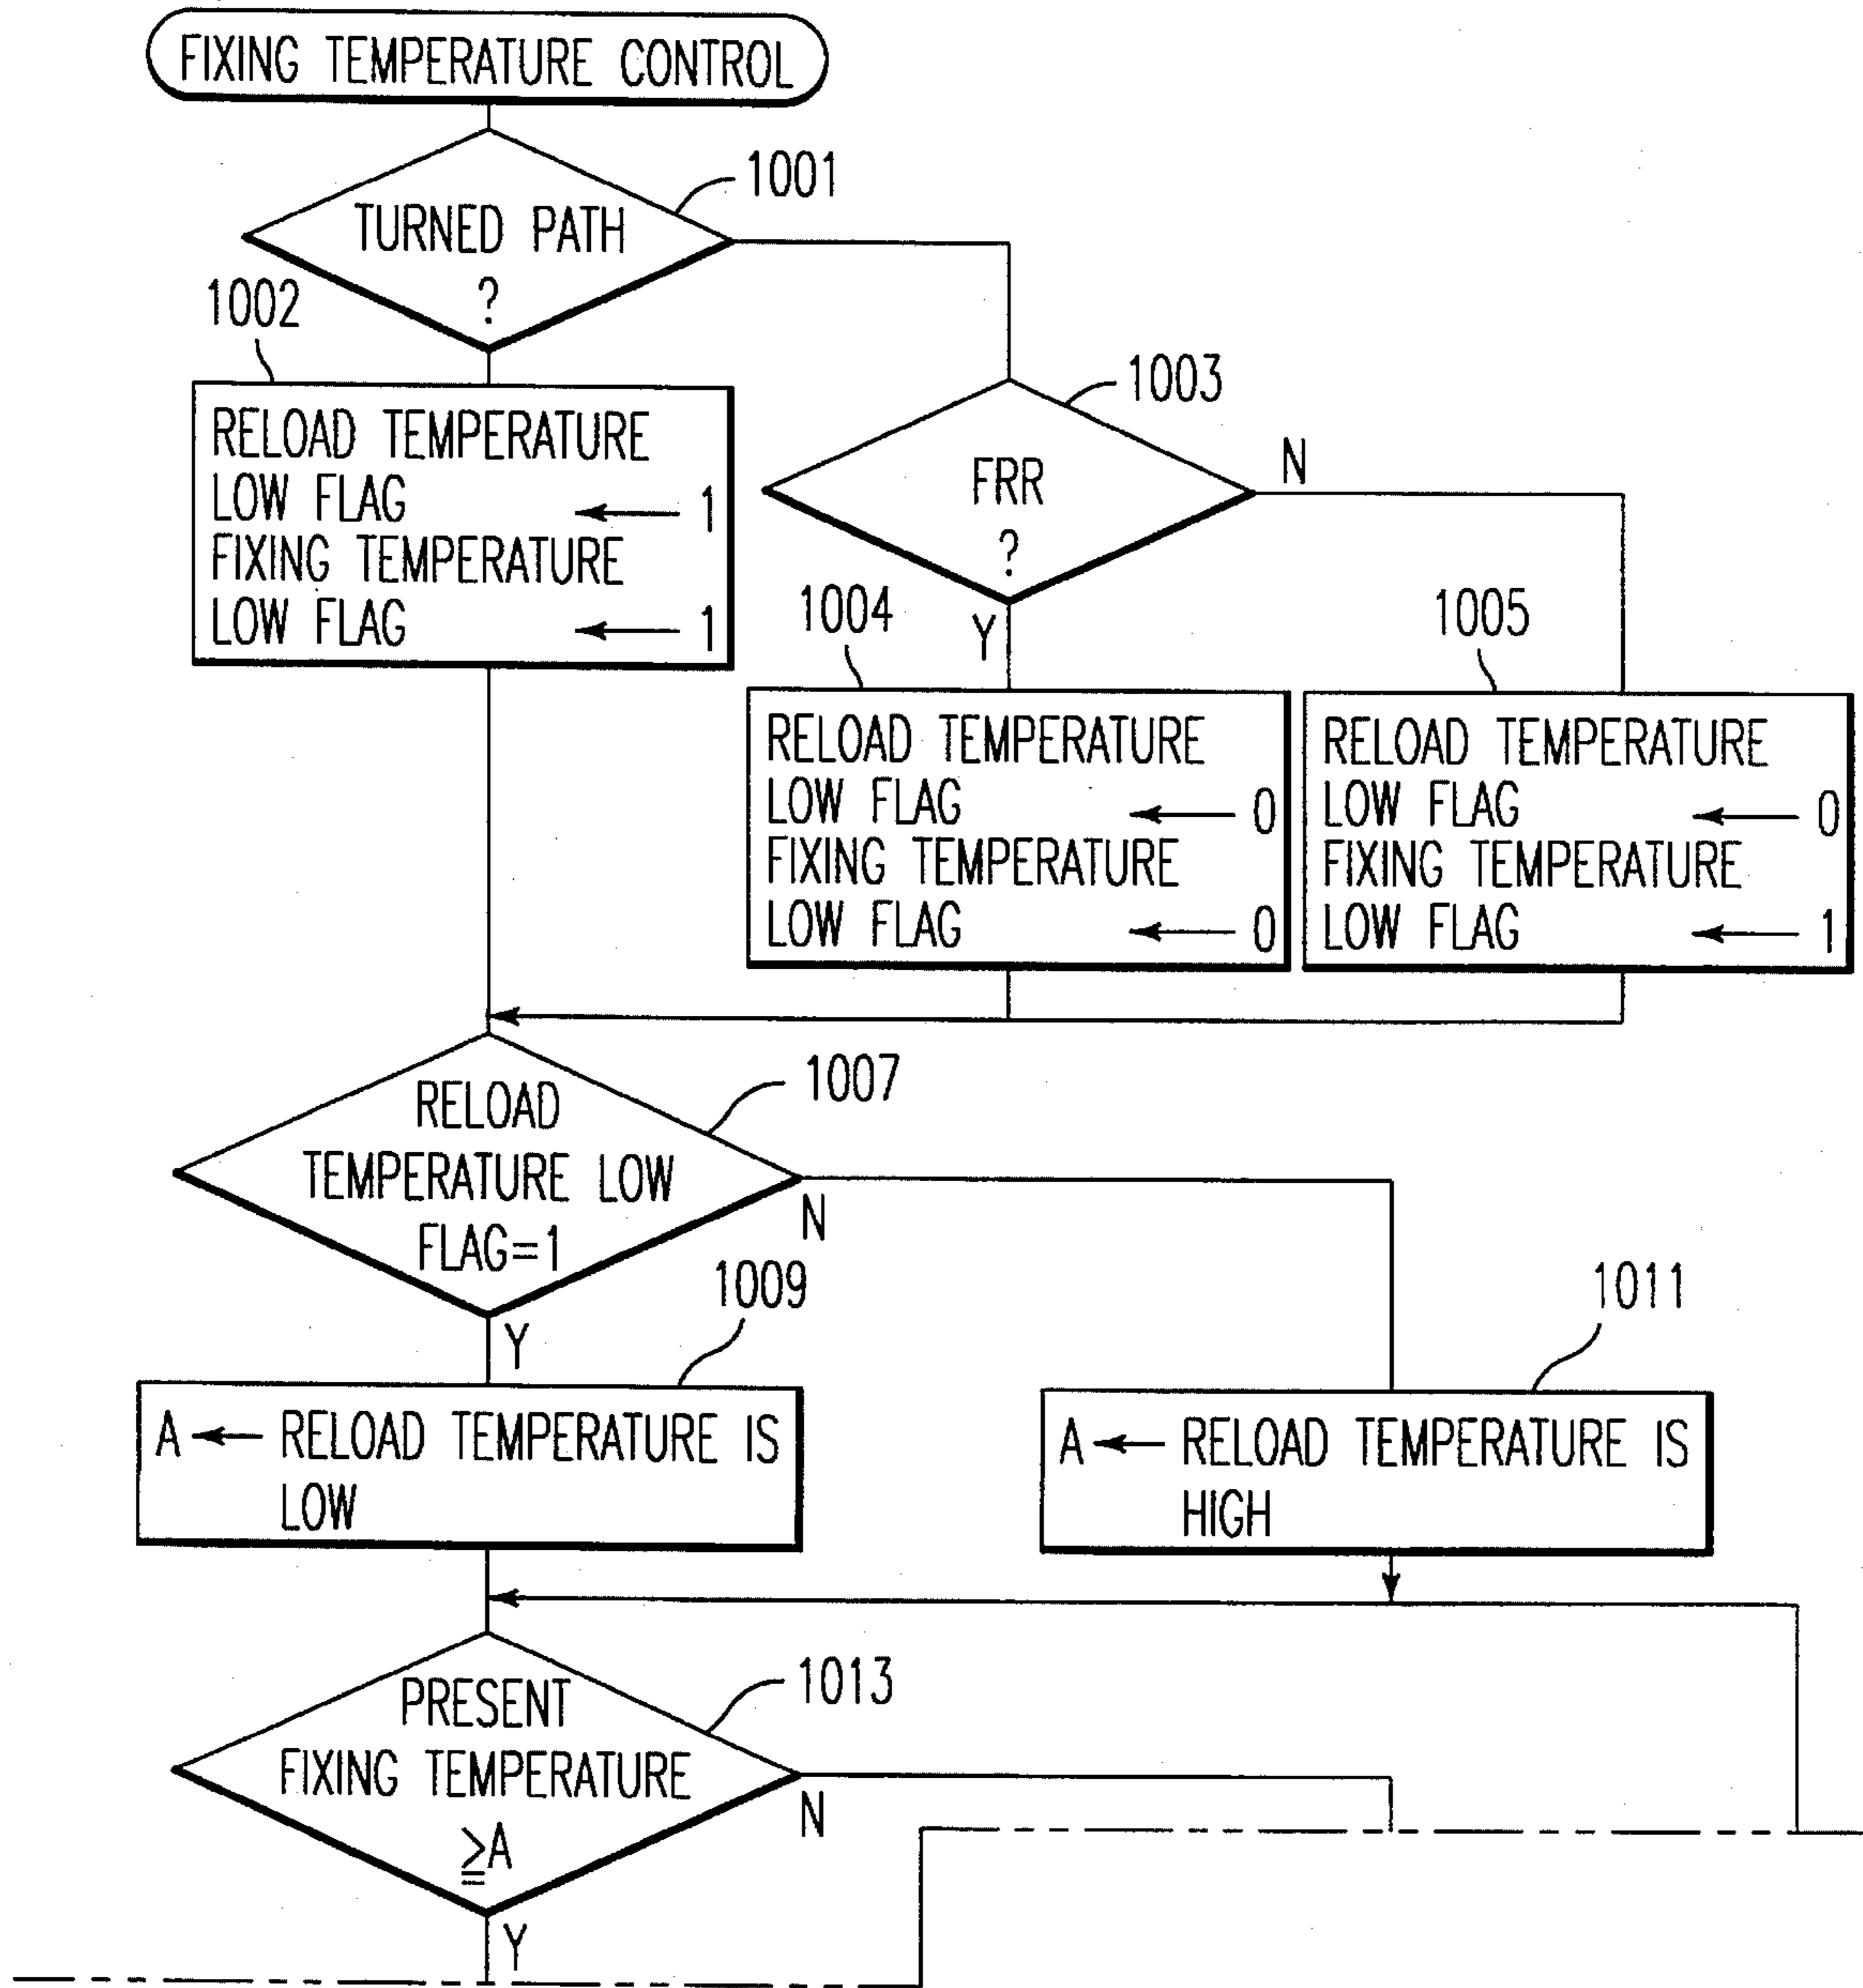 FIXING TEMPERATURE CONTROL
1001
TURNED PATH
?
1002
RELOAD TEMPERATURE
LOW FLAG ← 1
FIXING TEMPERATURE
LOW FLAG ← 1
1003
FRR
?
N
Y
1004
RELOAD TEMPERATURE
LOW FLAG ← 0
FIXING TEMPERATURE
LOW FLAG ← 0
1005
RELOAD TEMPERATURE
LOW FLAG ← 0
FIXING TEMPERATURE
LOW FLAG ← 1
1007
RELOAD
TEMPERATURE LOW
FLAG=1
N
Y
1009
A ← RELOAD TEMPERATURE IS
LOW
1011
A ← RELOAD TEMPERATURE IS
HIGH
1013
PRESENT
FIXING TEMPERATURE
≧A
N
Y